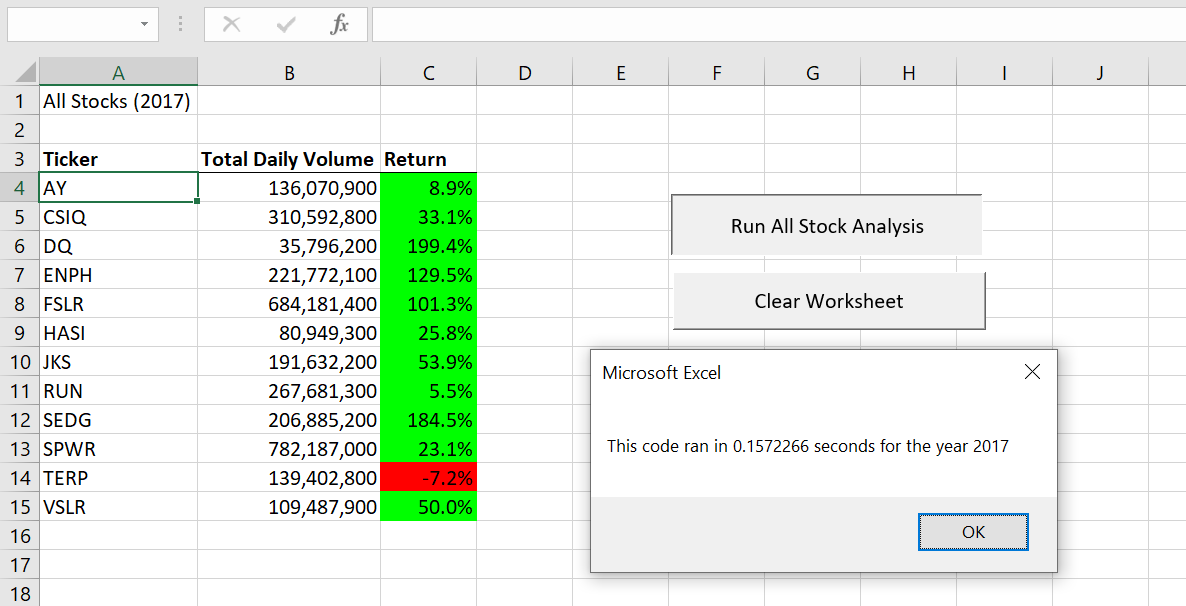 fx
A B C D E F G H I J
1 All Stocks (2017)
2
3 Ticker Total Daily Volume Return
4 AY 136,070,900 8.9%
5 CSIQ 310,592,800 33.1%
6 DQ 35,796,200 199.4%
7 ENPH 221,772,100 129.5%
8 FSLR 684,181,400 101.3%
9 HASI 80,949,300 25.8%
10 JKS 191,632,200 53.9%
11 RUN 267,681,300 5.5%
12 SEDG 206,885,200 184.5%
13 SPWR 782,187,000 23.1%
14 TERP 139,402,800 -7.2%
15 VSLR 109,487,900 50.0%
16
17
18
Run All Stock Analysis
Clear Worksheet
Microsoft Excel
This code ran in 0.1572266 seconds for the year 2017
OK